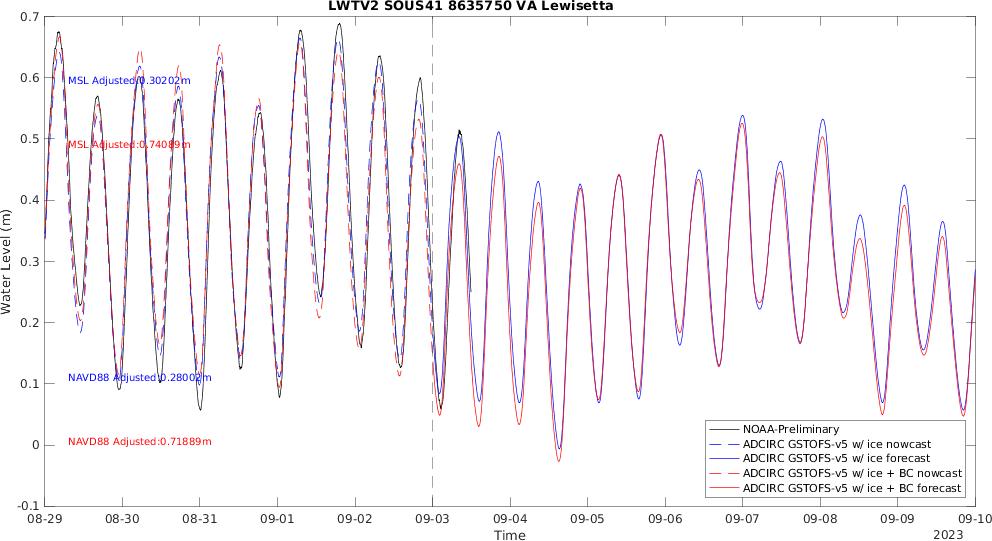 LWTV2 SOUS41 8635750 VA Lewisetta
Water Level (m)
0.7
0.6
0.5
0.4
0.3
0.2
0.1
0
-0.1
MSL Adjusted:0.30202m
MSL Adjusted:0.74089m
NAVD88 Adjusted:0.28002m
NAVD88 Adjusted:0.71889m
NOAA-Preliminary
ADCIRC GSTOFS-v5 w/ ice nowcast
ADCIRC GSTOFS-v5 w/ ice forecast
ADCIRC GSTOFS-v5 w/ ice + BC nowcast
ADCIRC GSTOFS-v5 w/ ice + BC forecast
08-29 08-30 08-31 09-01 09-02 09-03 09-04 09-05 09-06 09-07 09-08 09-09 09-10
Time
2023